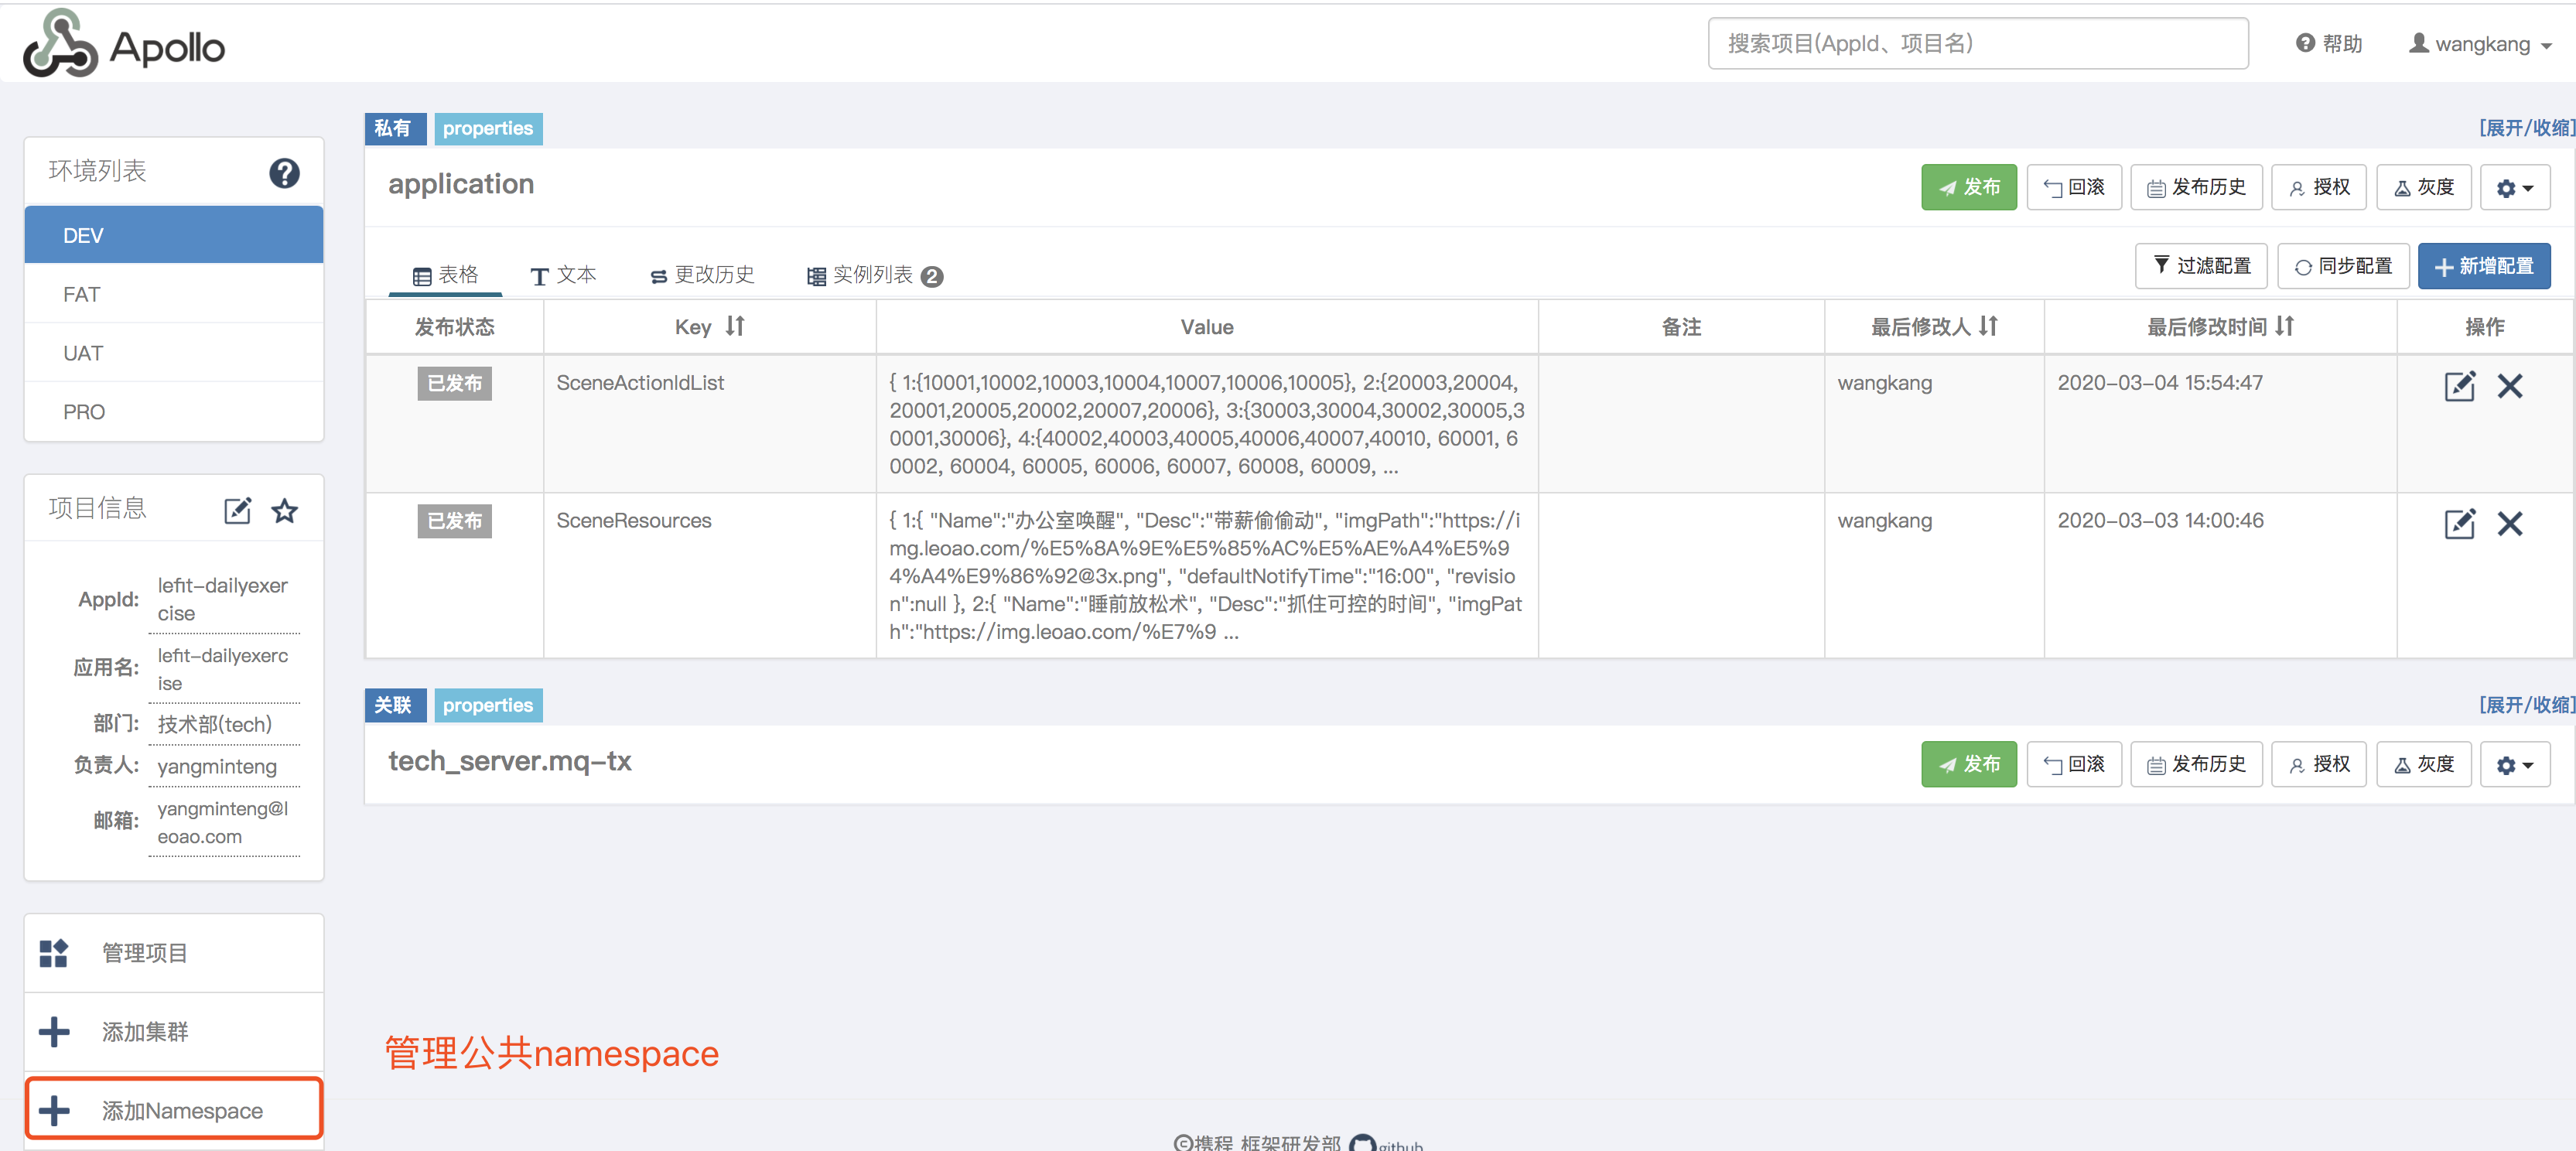 Apollo
搜索项目(AppId、项目名)
帮助
wangkang
环境列表
DEV
FAT
UAT
PRO
项目信息
AppId:
lefit-dailyexer
cise
应用名:
lefit-dailyexerc
ise
部门:
技术部(tech)
负责人:
yangminteng
邮箱:
yangminteng@l
eoao.com
管理项目
添加集群
添加Namespace
私有 properties
[展开/收缩]
application
发布 回滚 发布历史 授权 灰度
表格 文本 更改历史 实例列表 2
过滤配置 同步配置 新增配置
发布状态 Key Value 备注 最后修改人 最后修改时间 操作
已发布
SceneActionIdList
{ 1:{10001,10002,10003,10004,10007,10006,10005}, 2:{20003,20004,
20001,20005,20002,20007,20006}, 3:{30003,30004,30002,30005,3
0001,30006}, 4:{40002,40003,40005,40006,40007,40010, 60001, 6
0002, 60004, 60005, 60006, 60007, 60008, 60009, ...
wangkang
2020-03-04 15:54:47
已发布
SceneResources
{ 1:{ "Name":"办公室唤醒", "Desc":"带薪偷偷动", "imgPath":"https://i
mg.leoao.com/%E5%8A%9E%E5%85%AC%E5%AE%A4%E5%9
4%A4%E9%86%92@3x.png", "defaultNotifyTime":"16:00", "revisio
n":null }, 2:{ "Name":"睡前放松术", "Desc":"抓住可控的时间", "imgPat
h":"https://img.leoao.com/%E7%9 ...
wangkang
2020-03-03 14:00:46
关联 properties
[展开/收缩]
tech_server.mq-tx
发布 回滚 发布历史 授权 灰度
管理公共namespace
©携程 框架研发部 github